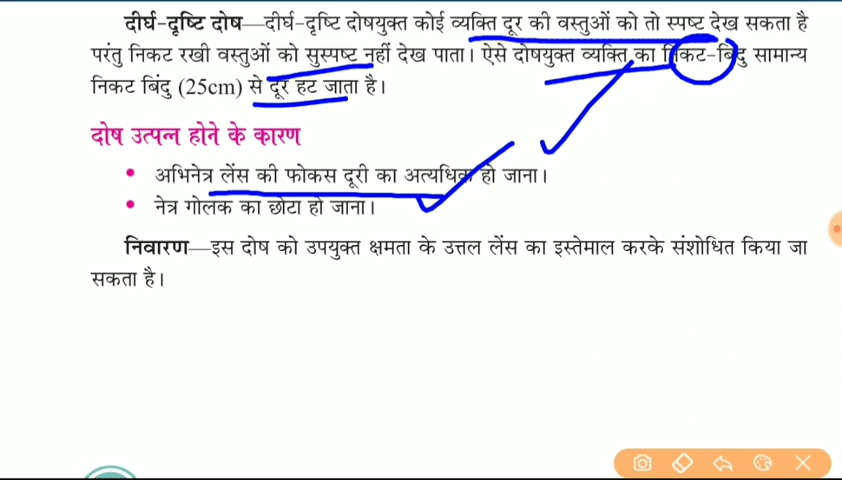 दीर्घ-दृष्टि दोष—दीर्घ-दृष्टि दोषयुक्त कोई व्यक्ति दूर की वस्तुओं को तो स्पष्ट देख सकता है
परंतु निकट रखी वस्तुओं को सुस्पष्ट नहीं देख पाता। ऐसे दोषयुक्त व्यक्ति का निकट-बिंदु सामान्य
निकट बिंदु (25cm) से दूर हट जाता है।
दोष उत्पन्न होने के कारण
• अभिनेत्र लेंस की फोकस दूरी का अत्यधिक हो जाना।
• नेत्र गोलक का छोटा हो जाना।
निवारण—इस दोष को उपयुक्त क्षमता के उत्तल लेंस का इस्तेमाल करके संशोधित किया जा
सकता है।